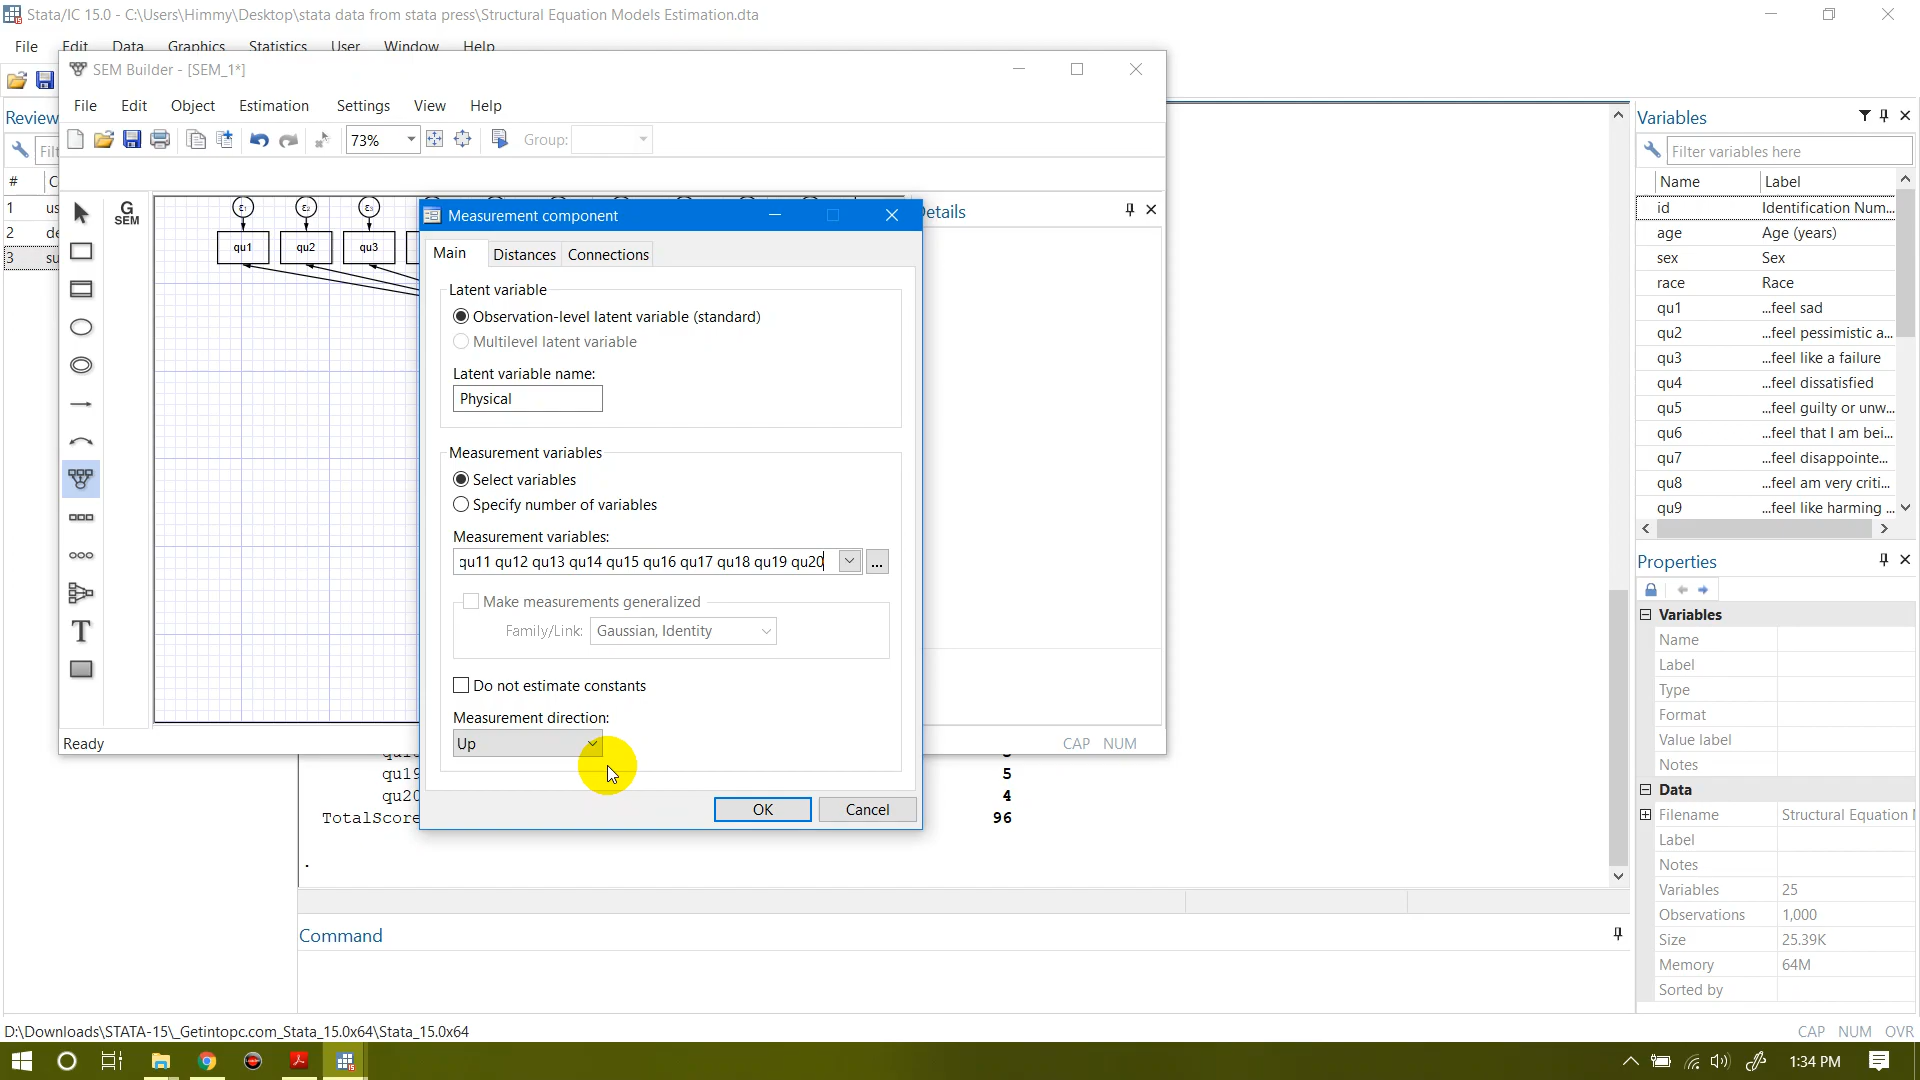 Stata/IC 15.0 - C:\Users\Himmy\Desktop\stata data from stata press\Structural Equation Models Estimation.dta
File Edit Data Graphics Statistics User Window Help
SEM Builder - [SEM_1*]
File Edit Object Estimation Settings View Help
73%
Group:
Review
Filt
# C
1 us
2 de
3 su
G
SEM
T
ε1 ε2 ε3
qu1 qu2 qu3
Details
Measurement component
Main Distances Connections
Latent variable
Observation-level latent variable (standard)
Multilevel latent variable
Latent variable name:
Physical
Measurement variables
Select variables
Specify number of variables
Measurement variables:
qu11 qu12 qu13 qu14 qu15 qu16 qu17 qu18 qu19 qu20
...
Make measurements generalized
Family/Link: Gaussian, Identity
Do not estimate constants
Measurement direction:
Up
OK Cancel
Ready
CAP NUM
qu19 5
qu20 4
TotalScore 96
.
Command
Variables
Filter variables here
Name Label
id Identification Num...
age Age (years)
sex Sex
race Race
qu1 ...feel sad
qu2 ...feel pessimistic a...
qu3 ...feel like a failure
qu4 ...feel dissatisfied
qu5 ...feel guilty or unw...
qu6 ...feel that I am bei...
qu7 ...feel disappointe...
qu8 ...feel am very criti...
qu9 ...feel like harming ...
Properties
Variables
Name
Label
Type
Format
Value label
Notes
Data
Filename Structural Equation
Label
Notes
Variables 25
Observations 1,000
Size 25.39K
Memory 64M
Sorted by
D:\Downloads\STATA-15\_Getintopc.com_Stata_15.0x64\Stata_15.0x64
CAP NUM OVR
1:34 PM